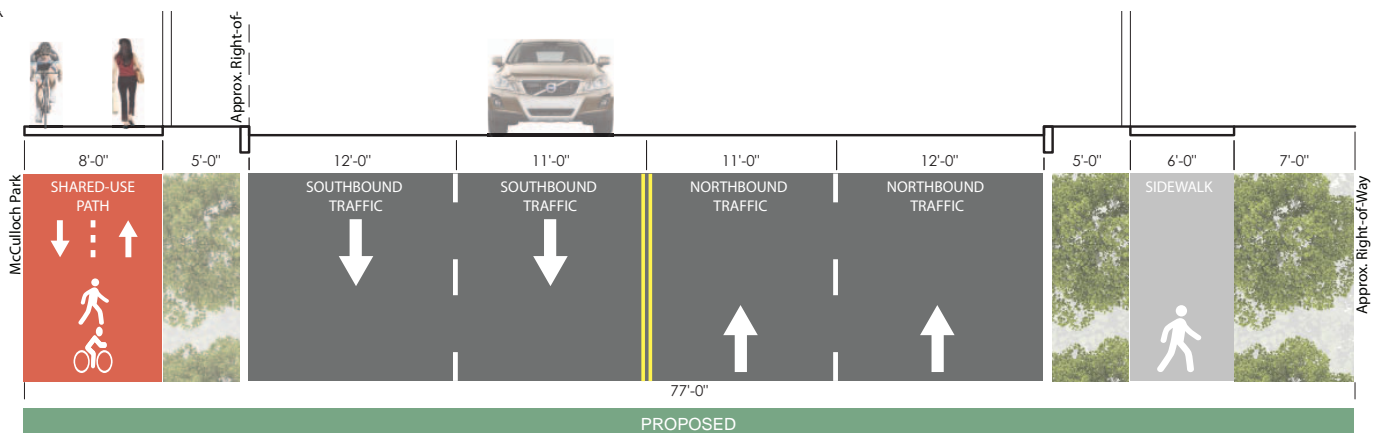 Approx. Right-of-
8'-0"
5'-0"
12'-0"
11'-0"
11'-0"
12'-0"
5'-0"
6'-0"
7'-0"
McCulloch Park
SHARED-USE
PATH
SOUTHBOUND
TRAFFIC
SOUTHBOUND
TRAFFIC
NORTHBOUND
TRAFFIC
NORTHBOUND
TRAFFIC
SIDEWALK
Approx. Right-of-Way
77'-0"
PROPOSED